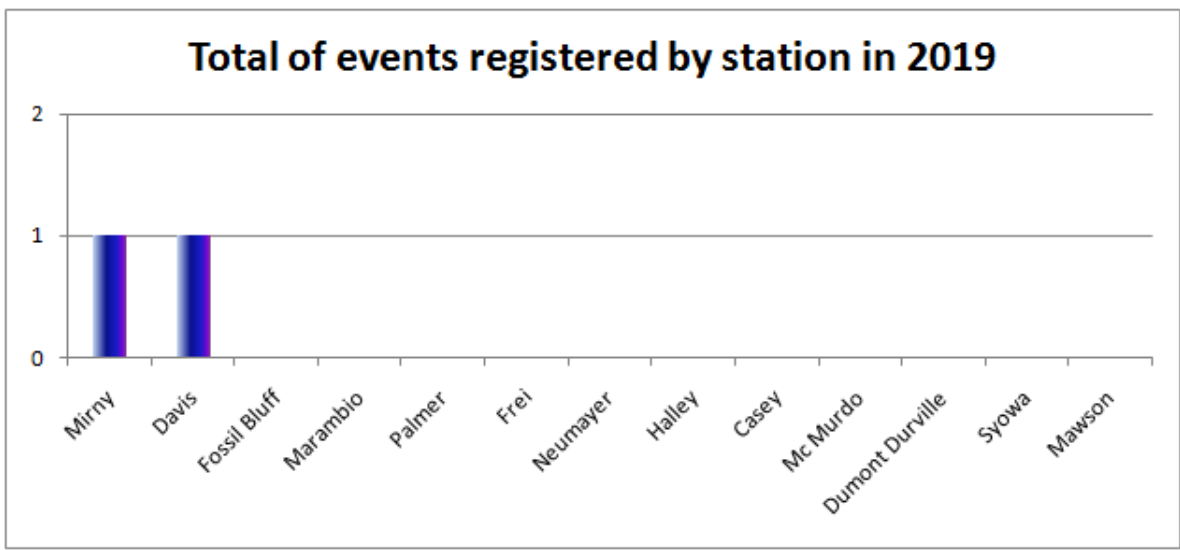 Total of events registered by station in 2019
2
1
0
Mirny
Davis
Fossil Bluff
Marambio
Palmer
Frei
Neumayer
Halley
Casey
Mc Murdo
Dumont Durville
Syowa
Mawson